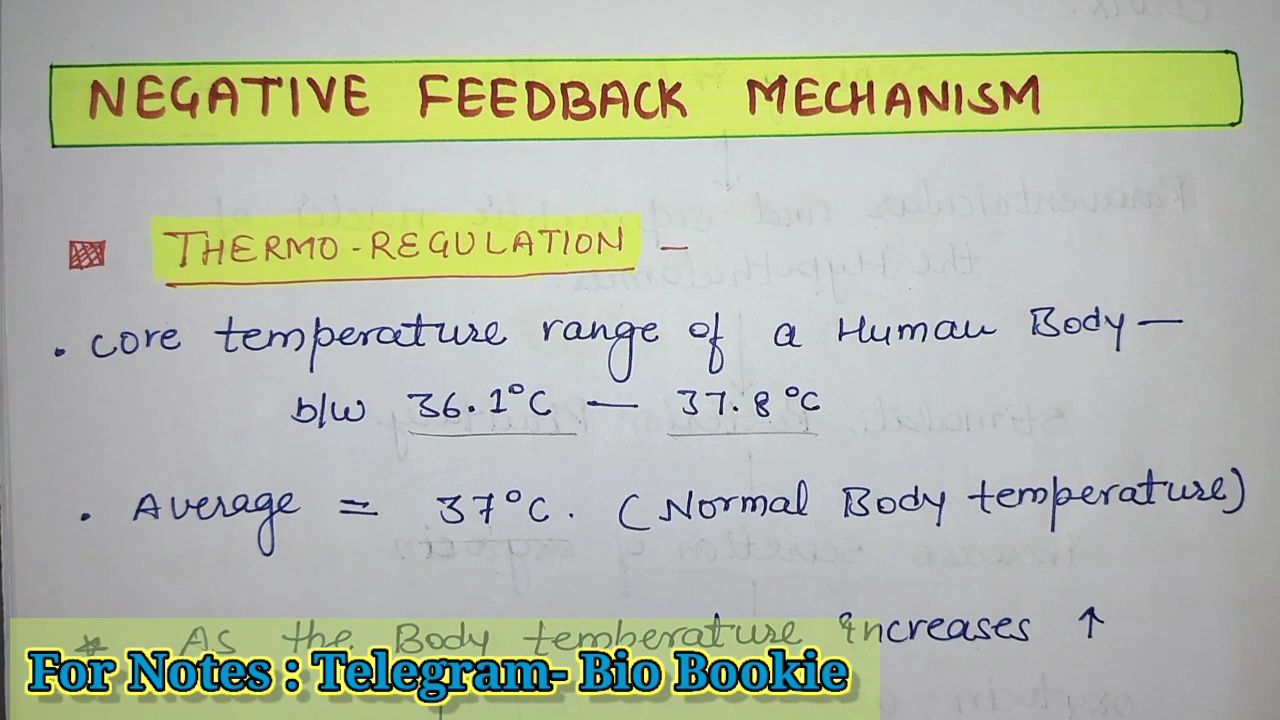 NEGATIVE FEEDBACK MECHANISM
THERMO-REGULATION —
• core temperature range of a Human Body —
b/w 36.1°C — 37.8°C
• Average = 37°C. (Normal Body temperature)
* As the Body temperature increases ↑
For Notes : Telegram- Bio Bookie